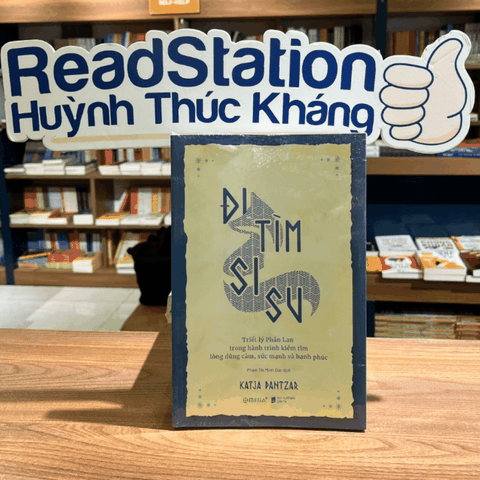 ReadStation
Huỳnh Thúc Kháng
ĐI
TÌM
SI
SU
Triết lý Phần Lan
trong hành trình kiếm tìm
lòng dũng cảm, sức mạnh và hạnh phúc
KATJA PANTZAR
OMEGA+